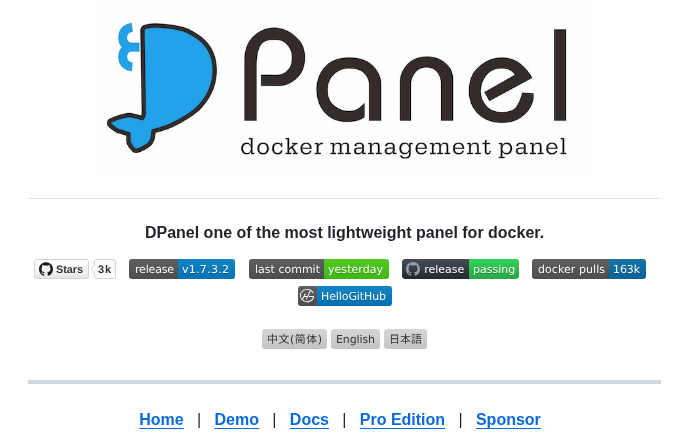 DPanel
docker management panel
DPanel one of the most lightweight panel for docker.
Stars 3k release v1.7.3.2 last commit yesterday release passing docker pulls 163k
HelloGitHub
中文(简体) English 日本語
Home | Demo | Docs | Pro Edition | Sponsor